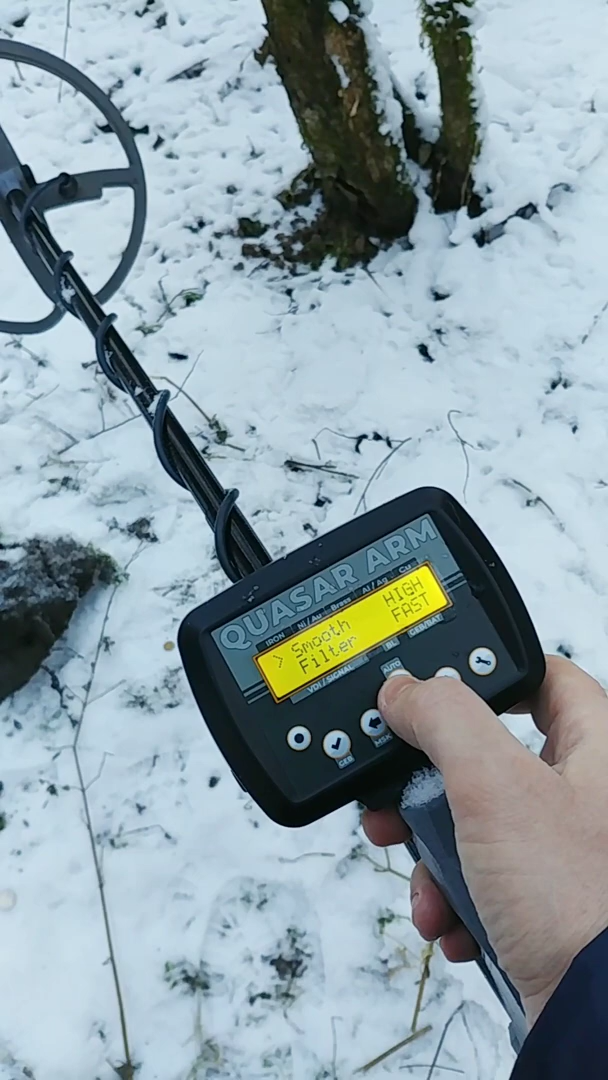 QUASAR ARM
IRON Ni/Au Brass Al/Ag Cu
> Smooth HIGH
Filter FAST
VDI/SIGNAL BL GEB/BAT
AUTO
MSK
GEB